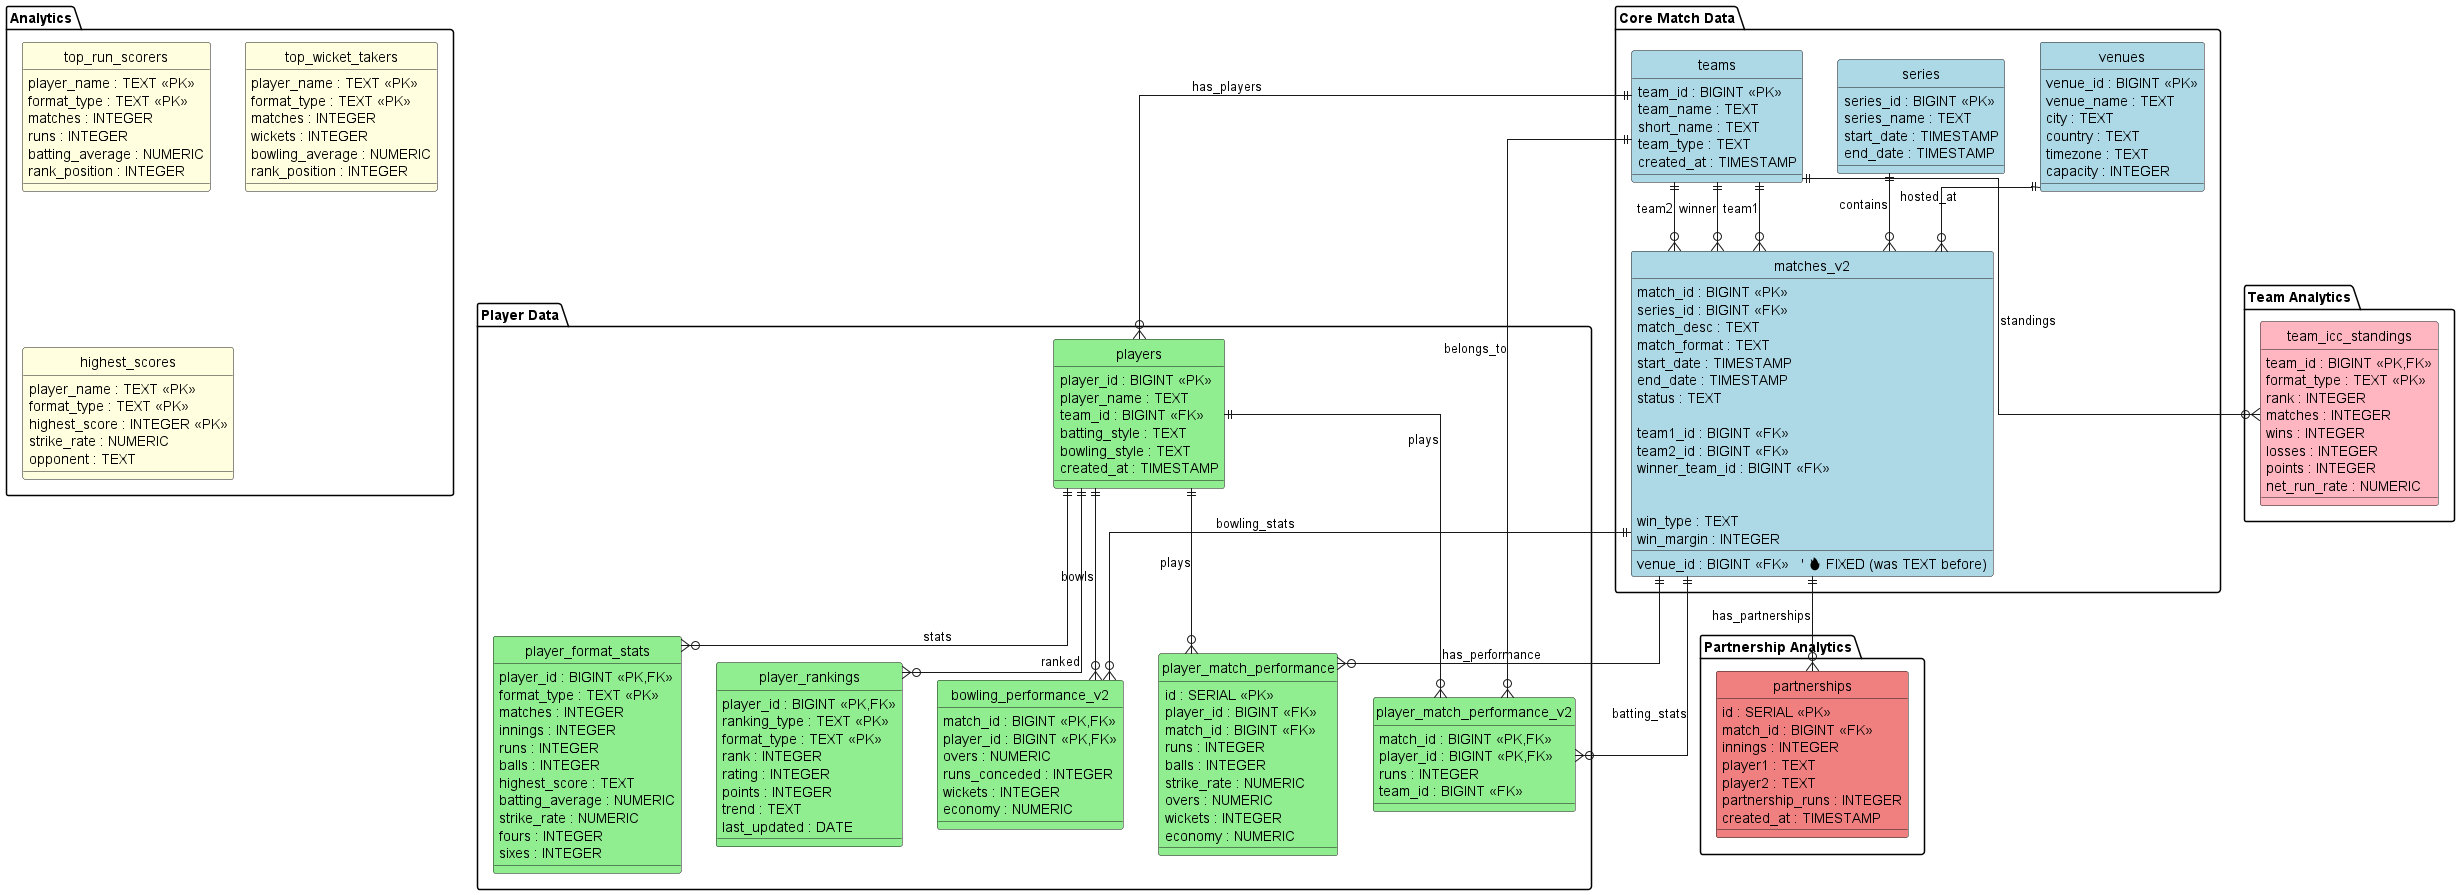 Analytics
top_run_scorers
player_name : TEXT «PK»
format_type : TEXT «PK»
matches : INTEGER
runs : INTEGER
batting_average : NUMERIC
rank_position : INTEGER
top_wicket_takers
player_name : TEXT «PK»
format_type : TEXT «PK»
matches : INTEGER
wickets : INTEGER
bowling_average : NUMERIC
rank_position : INTEGER
highest_scores
player_name : TEXT «PK»
format_type : TEXT «PK»
highest_score : INTEGER «PK»
strike_rate : NUMERIC
opponent : TEXT
Core Match Data
teams
team_id : BIGINT «PK»
team_name : TEXT
short_name : TEXT
team_type : TEXT
created_at : TIMESTAMP
series
series_id : BIGINT «PK»
series_name : TEXT
start_date : TIMESTAMP
end_date : TIMESTAMP
venues
venue_id : BIGINT «PK»
venue_name : TEXT
city : TEXT
country : TEXT
timezone : TEXT
capacity : INTEGER
has_players
team2
winner
team1
contains
hosted_at
matches_v2
match_id : BIGINT «PK»
series_id : BIGINT «FK»
match_desc : TEXT
match_format : TEXT
start_date : TIMESTAMP
end_date : TIMESTAMP
status : TEXT
team1_id : BIGINT «FK»
team2_id : BIGINT «FK»
winner_team_id : BIGINT «FK»
win_type : TEXT
win_margin : INTEGER
venue_id : BIGINT «FK» ' 🔥 FIXED (was TEXT before)
standings
Team Analytics
team_icc_standings
team_id : BIGINT «PK,FK»
format_type : TEXT «PK»
rank : INTEGER
matches : INTEGER
wins : INTEGER
losses : INTEGER
points : INTEGER
net_run_rate : NUMERIC
Player Data
players
player_id : BIGINT «PK»
player_name : TEXT
team_id : BIGINT «FK»
batting_style : TEXT
bowling_style : TEXT
created_at : TIMESTAMP
belongs_to
plays
bowling_stats
plays
bowls
stats
ranked
has_performance
batting_stats
has_partnerships
player_format_stats
player_id : BIGINT «PK,FK»
format_type : TEXT «PK»
matches : INTEGER
innings : INTEGER
runs : INTEGER
balls : INTEGER
highest_score : TEXT
batting_average : NUMERIC
strike_rate : NUMERIC
fours : INTEGER
sixes : INTEGER
player_rankings
player_id : BIGINT «PK,FK»
ranking_type : TEXT «PK»
format_type : TEXT «PK»
rank : INTEGER
rating : INTEGER
points : INTEGER
trend : TEXT
last_updated : DATE
bowling_performance_v2
match_id : BIGINT «PK,FK»
player_id : BIGINT «PK,FK»
overs : NUMERIC
runs_conceded : INTEGER
wickets : INTEGER
economy : NUMERIC
player_match_performance
id : SERIAL «PK»
player_id : BIGINT «FK»
match_id : BIGINT «FK»
runs : INTEGER
balls : INTEGER
strike_rate : NUMERIC
overs : NUMERIC
wickets : INTEGER
economy : NUMERIC
player_match_performance_v2
match_id : BIGINT «PK,FK»
player_id : BIGINT «PK,FK»
runs : INTEGER
team_id : BIGINT «FK»
Partnership Analytics
partnerships
id : SERIAL «PK»
match_id : BIGINT «FK»
innings : INTEGER
player1 : TEXT
player2 : TEXT
partnership_runs : INTEGER
created_at : TIMESTAMP